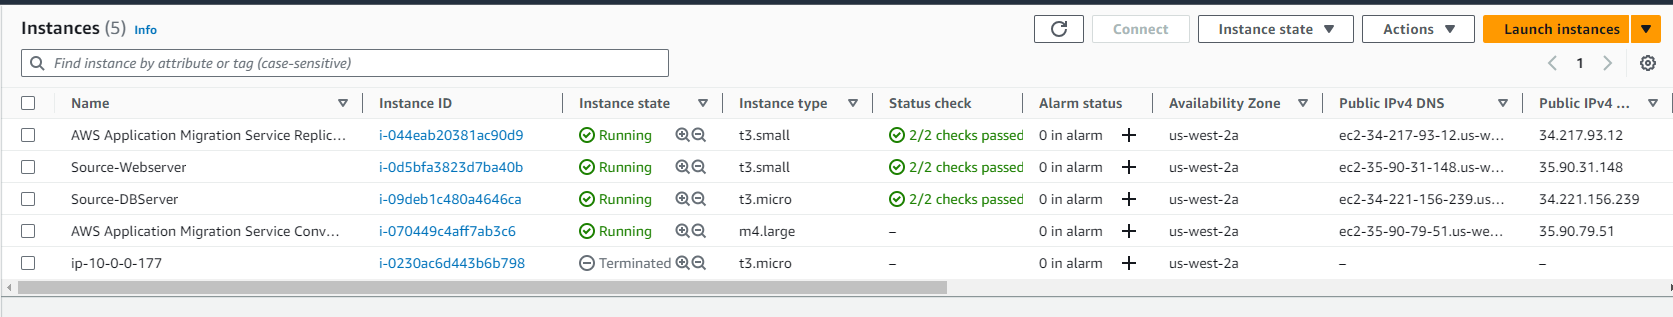 Instances (5) Info Connect Instance state Actions Launch instances
Find instance by attribute or tag (case-sensitive) 1
Name Instance ID Instance state Instance type Status check Alarm status Availability Zone Public IPv4 DNS Public IPv4 ...
AWS Application Migration Service Replic... i-044eab20381ac90d9 Running t3.small 2/2 checks passed 0 in alarm + us-west-2a ec2-34-217-93-12.us-w... 34.217.93.12
Source-Webserver i-0d5bfa3823d7ba40b Running t3.small 2/2 checks passed 0 in alarm + us-west-2a ec2-35-90-31-148.us-w... 35.90.31.148
Source-DBServer i-09deb1c480a4646ca Running t3.micro 2/2 checks passed 0 in alarm + us-west-2a ec2-34-221-156-239.us... 34.221.156.239
AWS Application Migration Service Conv... i-070449c4aff7ab3c6 Running m4.large – 0 in alarm + us-west-2a ec2-35-90-79-51.us-we... 35.90.79.51
ip-10-0-0-177 i-0230ac6d443b6b798 Terminated t3.micro – 0 in alarm + us-west-2a – –